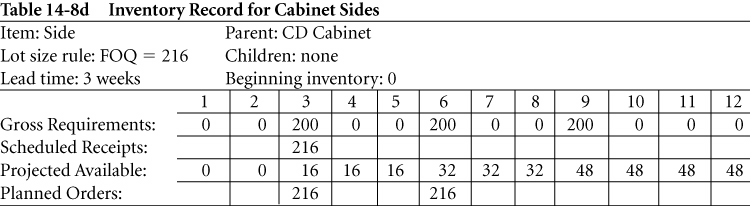 Table 14-8d Inventory Record for Cabinet Sides
Item: Side Parent: CD Cabinet
Lot size rule: FOQ = 216 Children: none
Lead time: 3 weeks Beginning inventory: 0
1 2 3 4 5 6 7 8 9 10 11 12
Gross Requirements: 0 0 200 0 0 200 0 0 200 0 0 0
Scheduled Receipts: 216
Projected Available: 0 0 16 16 16 32 32 32 48 48 48 48
Planned Orders: 216 216